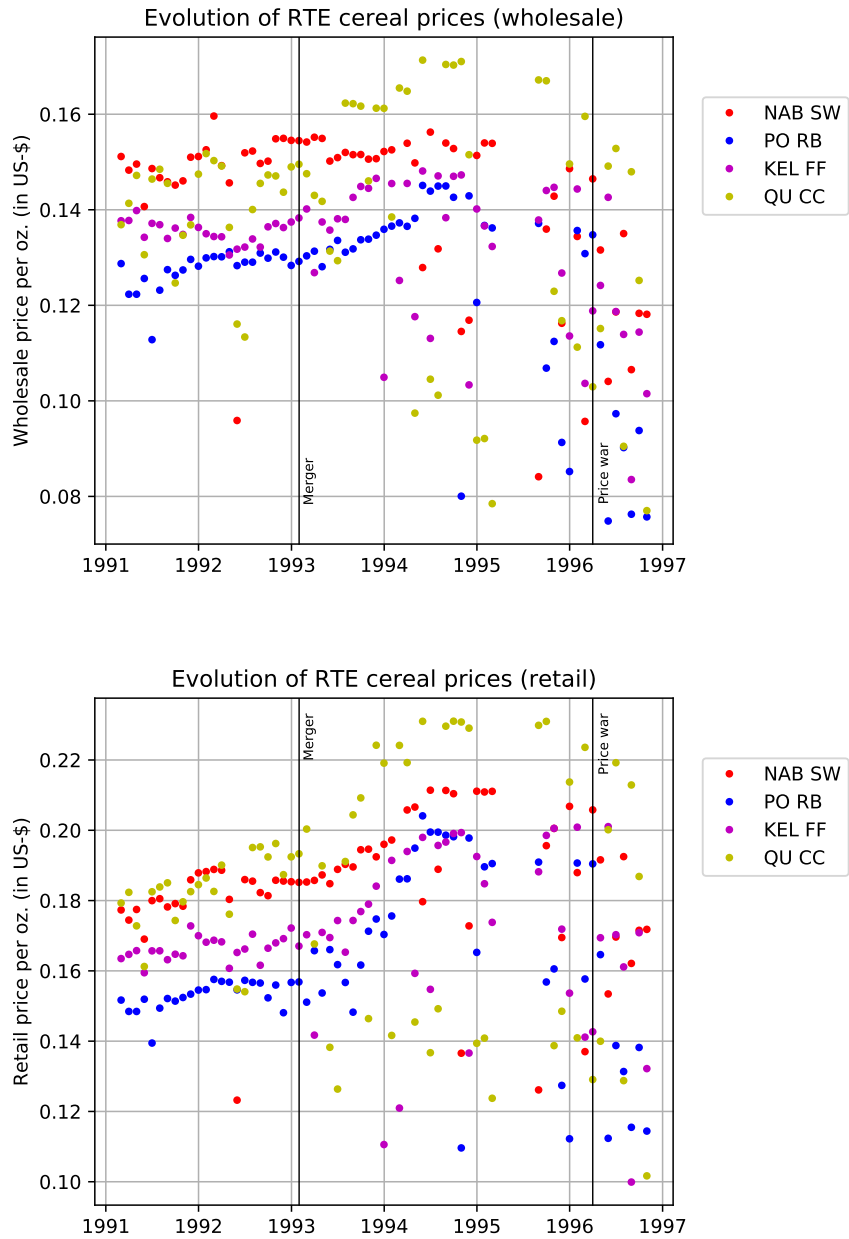 Evolution of RTE cereal prices (wholesale)
Wholesale price per oz. (in US-$)
0.16
0.14
0.12
0.10
0.08
Merger
Price war
1991 1992 1993 1994 1995 1996 1997
NAB SW
PO RB
KEL FF
QU CC
Evolution of RTE cereal prices (retail)
Retail price per oz. (in US-$)
0.22
0.20
0.18
0.16
0.14
0.12
0.10
Merger
Price war
1991 1992 1993 1994 1995 1996 1997
NAB SW
PO RB
KEL FF
QU CC